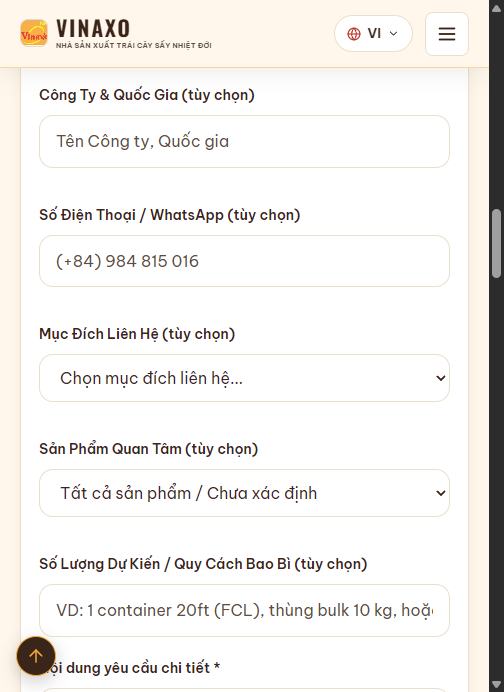 Vinaxo
VINAXO
NHÀ SẢN XUẤT TRÁI CÂY SẤY NHIỆT ĐỚI
VI
Công Ty & Quốc Gia (tùy chọn)
Tên Công ty, Quốc gia
Số Điện Thoại / WhatsApp (tùy chọn)
(+84) 984 815 016
Mục Đích Liên Hệ (tùy chọn)
Chọn mục đích liên hệ...
Sản Phẩm Quan Tâm (tùy chọn)
Tất cả sản phẩm / Chưa xác định
Số Lượng Dự Kiến / Quy Cách Bao Bì (tùy chọn)
VD: 1 container 20ft (FCL), thùng bulk 10 kg, hoặc
dung yêu cầu chi tiết *